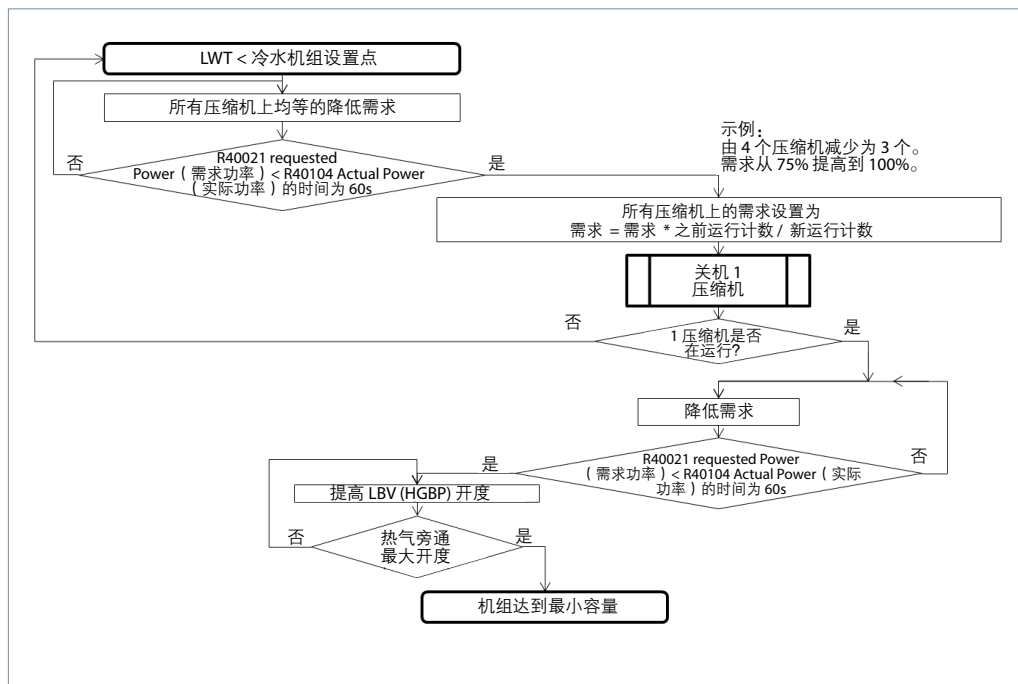 LWT < 冷水机组设置点
所有压缩机上均等的降低需求
否
R40021 requested
Power（需求功率）< R40104 Actual Power
（实际功率）的时间为 60s
是
示例：
由 4 个压缩机减少为 3 个。
需求从 75% 提高到 100%。
所有压缩机上的需求设置为
需求 = 需求 * 之前运行计数 / 新运行计数
关机 1
压缩机
否
1 压缩机是否
在运行?
是
降低需求
是
R40021 requested Power
（需求功率）< R40104 Actual Power（实际
功率）的时间为 60s
否
提高 LBV (HGBP) 开度
否
热气旁通
最大开度
是
机组达到最小容量